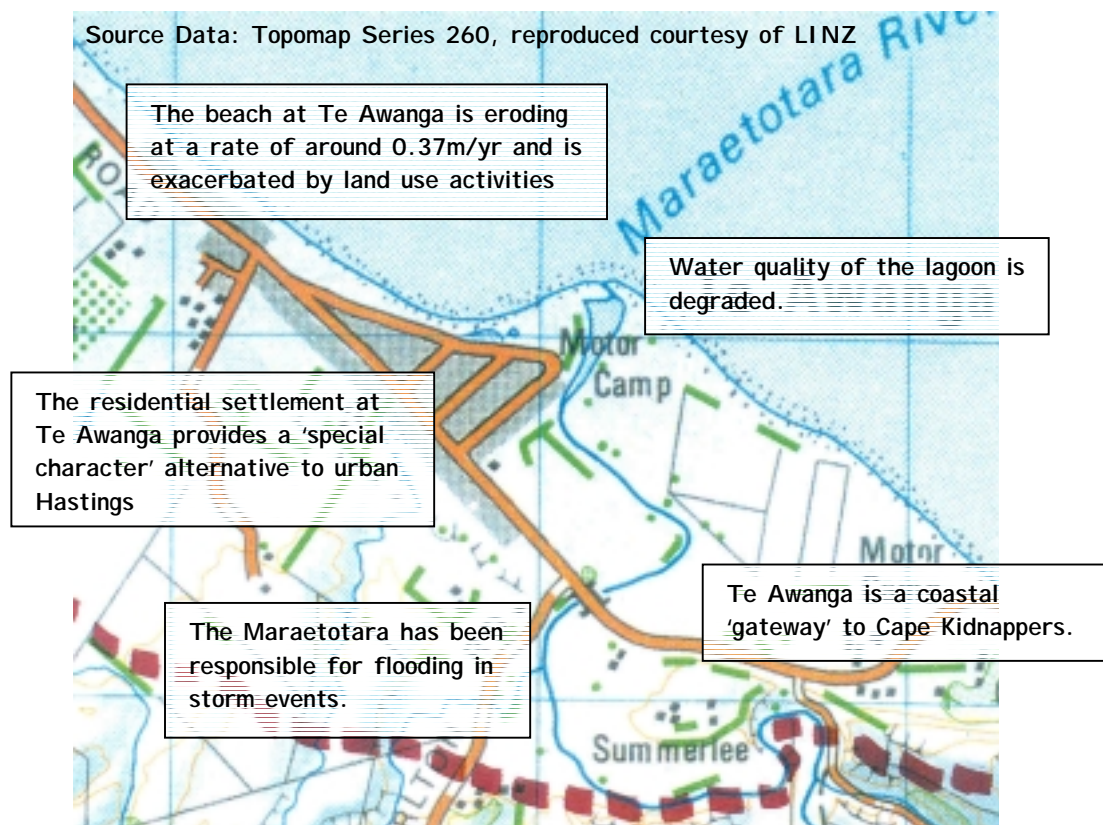 Source Data: Topomap Series 260, reproduced courtesy of LINZ
Maraetotara River
The beach at Te Awanga is eroding
at a rate of around 0.37m/yr and is
exacerbated by land use activities
Water quality of the lagoon is
degraded.
Motor
Camp
The residential settlement at
Te Awanga provides a ‘special
character’ alternative to urban
Hastings
Motor
Te Awanga is a coastal
‘gateway’ to Cape Kidnappers.
The Maraetotara has been
responsible for flooding in
storm events.
Summerlee